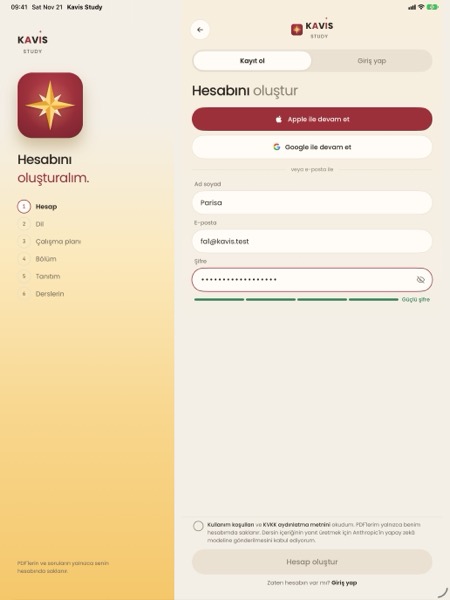 09:41 Sat Nov 21 Kavis Study
KAVIS
STUDY
Hesabını
oluşturalım.
1 Hesap
2 Dil
3 Çalışma planı
4 Bölüm
5 Tanıtım
6 Derslerin
PDF'lerin ve soruların yalnızca senin
hesabında saklanır.
KAVIS
STUDY
Kayıt ol
Giriş yap
Hesabını oluştur
Apple ile devam et
Google ile devam et
veya e-posta ile
Ad soyad
Parisa
E-posta
fal@kavis.test
Şifre
Güçlü şifre
Kullanım koşulları ve KVKK aydınlatma metnini okudum. PDF'lerim yalnızca benim
hesabımda saklanır. Dersin içeriğinin yanıt üretmek için Anthropic'in yapay zekâ
modeline gönderilmesini kabul ediyorum.
Hesap oluştur
Zaten hesabın var mı? Giriş yap